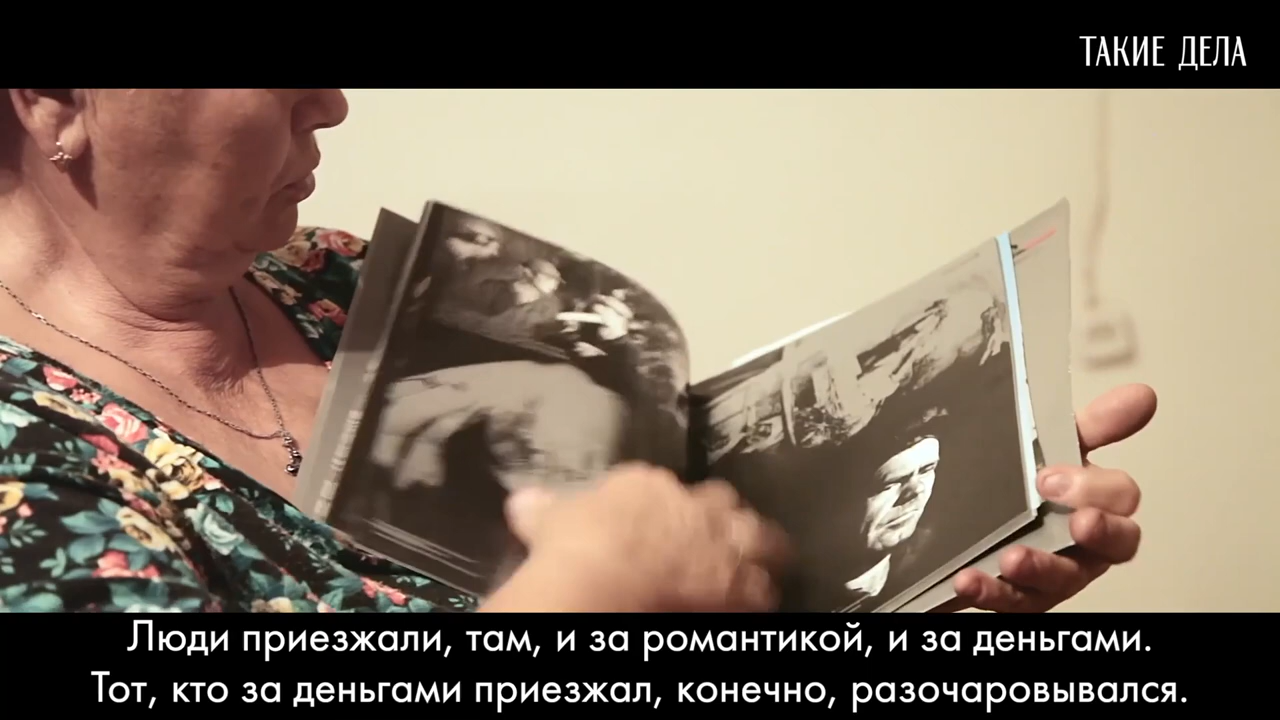 ТАКИЕ ДЕЛА
Люди приезжали, там, и за романтикой, и за деньгами.
Тот, кто за деньгами приезжал, конечно, разочаровывался.